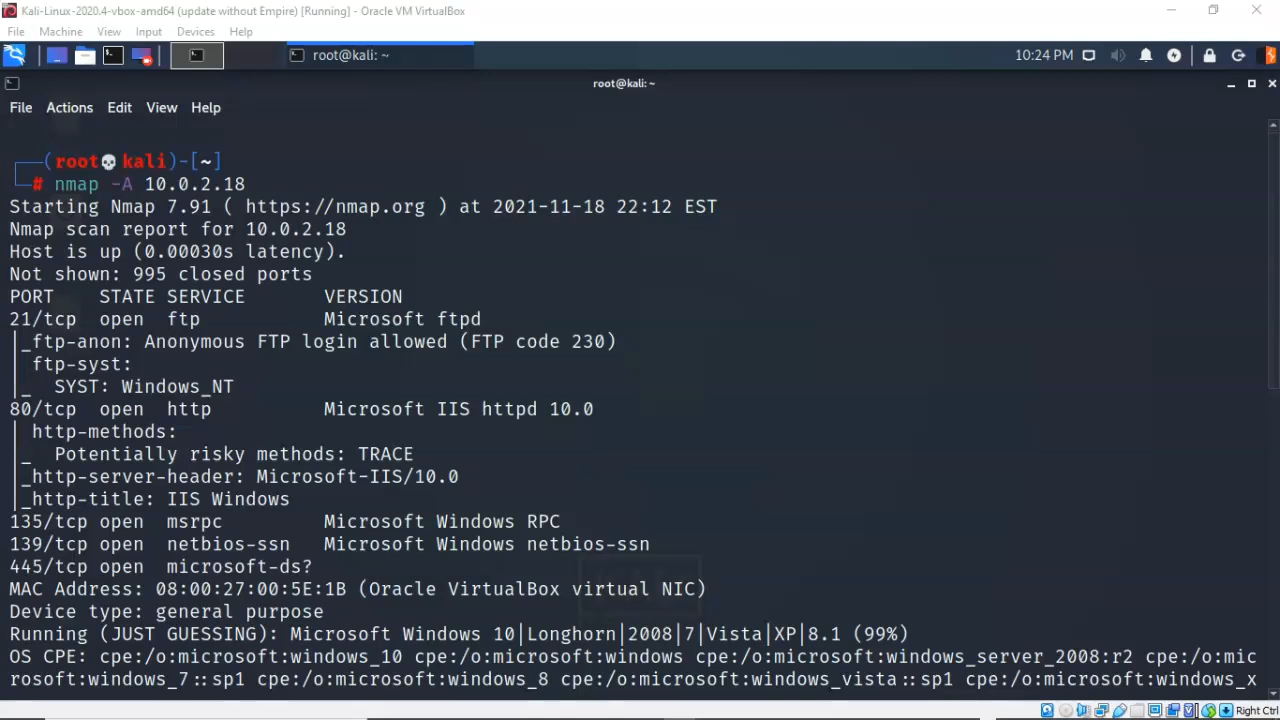 Kali-Linux-2020.4-vbox-amd64 (update without Empire) [Running] - Oracle VM VirtualBox
File Machine View Input Devices Help
root@kali: ~ 10:24 PM
root@kali:~
File Actions Edit View Help
(root💀kali)-[~]
# nmap -A 10.0.2.18
Starting Nmap 7.91 ( https://nmap.org ) at 2021-11-18 22:12 EST
Nmap scan report for 10.0.2.18
Host is up (0.00030s latency).
Not shown: 995 closed ports
PORT STATE SERVICE VERSION
21/tcp open ftp Microsoft ftpd
|_ftp-anon: Anonymous FTP login allowed (FTP code 230)
| ftp-syst:
|_ SYST: Windows_NT
80/tcp open http Microsoft IIS httpd 10.0
| http-methods:
|_ Potentially risky methods: TRACE
|_http-server-header: Microsoft-IIS/10.0
|_http-title: IIS Windows
135/tcp open msrpc Microsoft Windows RPC
139/tcp open netbios-ssn Microsoft Windows netbios-ssn
445/tcp open microsoft-ds?
MAC Address: 08:00:27:00:5E:1B (Oracle VirtualBox virtual NIC)
Device type: general purpose
Running (JUST GUESSING): Microsoft Windows 10|Longhorn|2008|7|Vista|XP|8.1 (99%)
OS CPE: cpe:/o:microsoft:windows_10 cpe:/o:microsoft:windows cpe:/o:microsoft:windows_server_2008:r2 cpe:/o:mic
rosoft:windows_7::sp1 cpe:/o:microsoft:windows_8 cpe:/o:microsoft:windows_vista::sp1 cpe:/o:microsoft:windows_x
Right Ctrl